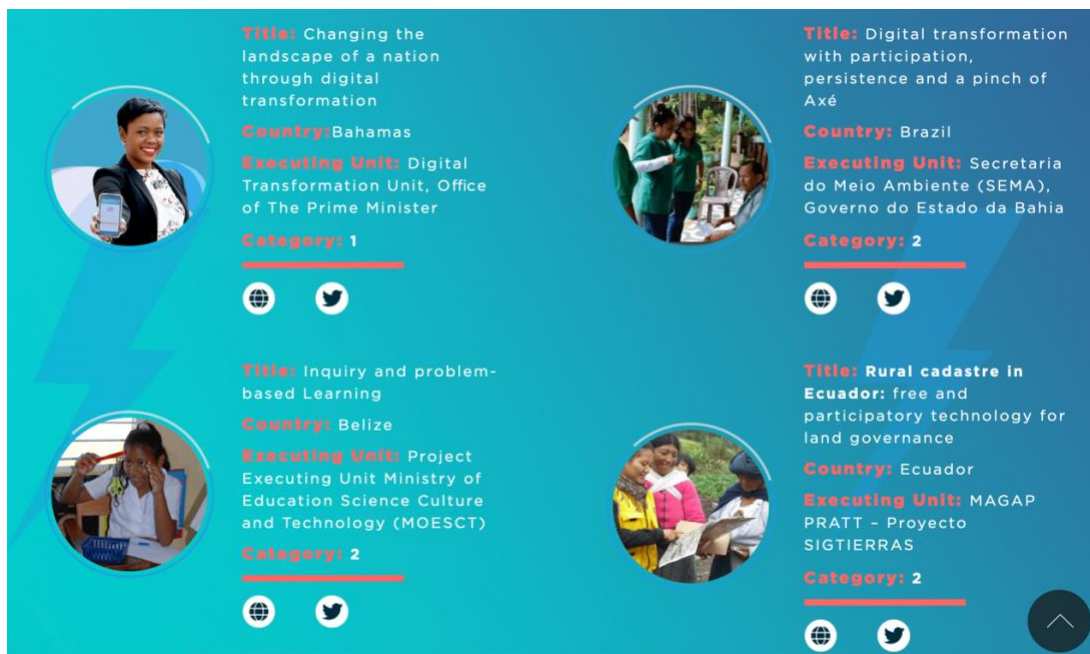 Title: Changing the
landscape of a nation
through digital
transformation
Country:Bahamas
Executing Unit: Digital
Transformation Unit, Office
of The Prime Minister
Category: 1
Title: Digital transformation
with participation,
persistence and a pinch of
Axé
Country: Brazil
Executing Unit: Secretaria
do Meio Ambiente (SEMA),
Governo do Estado da Bahia
Category: 2
Title: Inquiry and problem-
based Learning
Country: Belize
Executing Unit: Project
Executing Unit Ministry of
Education Science Culture
and Technology (MOESCT)
Category: 2
Title: Rural cadastre in
Ecuador: free and
participatory technology for
land governance
Country: Ecuador
Executing Unit: MAGAP
PRATT – Proyecto
SIGTIERRAS
Category: 2